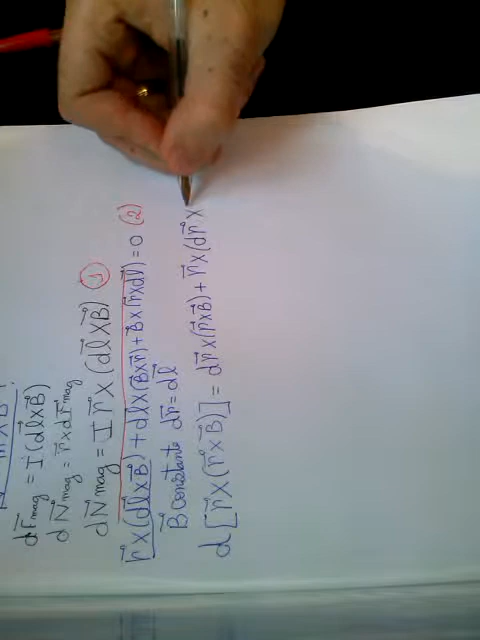 dF⃗mag = I(dl⃗×B⃗)
dN⃗mag = r⃗×dF⃗mag
dN⃗mag = I r⃗×(dl⃗×B⃗) (1)
r⃗×(dl⃗×B⃗)+dl⃗×(B⃗×r⃗)+B⃗×(r⃗×dl⃗)=0 (2)
B⃗ constante dr⃗=dl⃗
d[r⃗×(r⃗×B⃗)] = dr⃗×(r⃗×B⃗)+r⃗×(dr⃗×